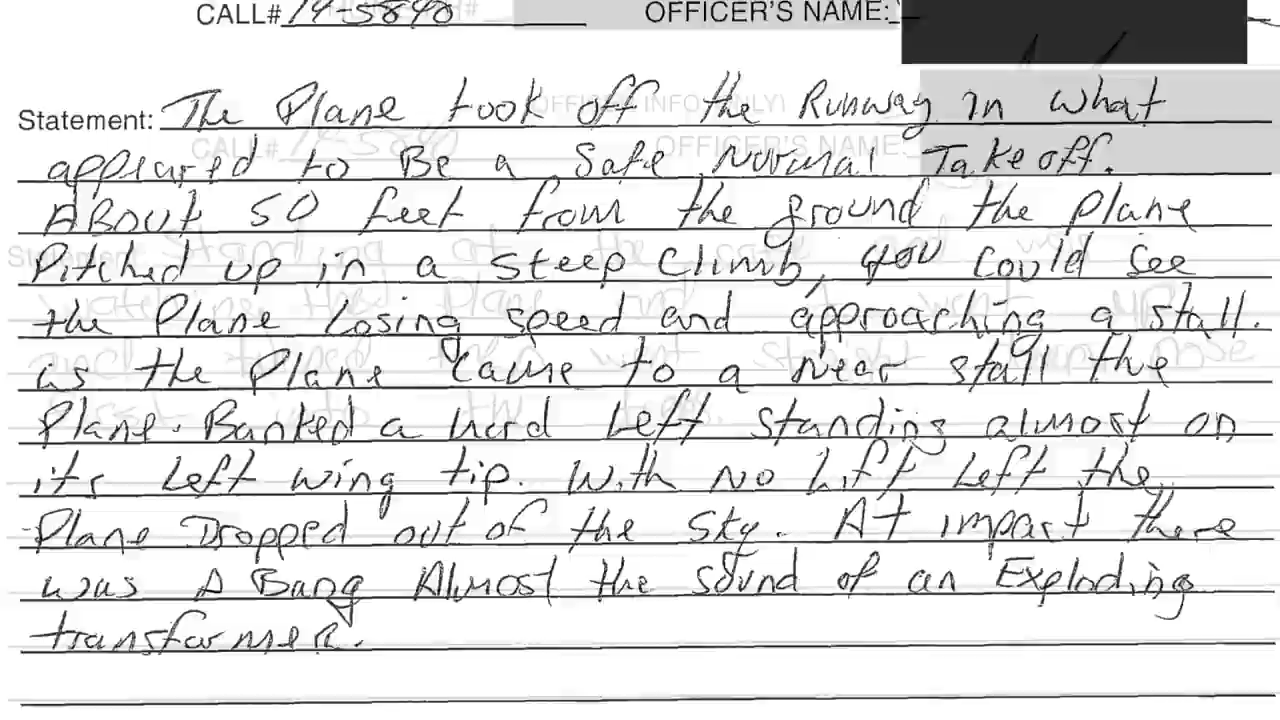 CALL# 14-5840 OFFICER'S NAME:
Statement: The Plane took off the Runway in what
appeared to Be a Safe Normal Takeoff.
About 50 feet from the ground the plane
Pitched up in a steep climb, you could see
the Plane losing speed and approaching a stall.
as the Plane came to a near stall the
Plane. Banked a hard Left standing almost on
its Left wing tip. With no Lift Left the
Plane Dropped out of the sky. At impact there
was A Bang Almost the sound of an Exploding
transformer.